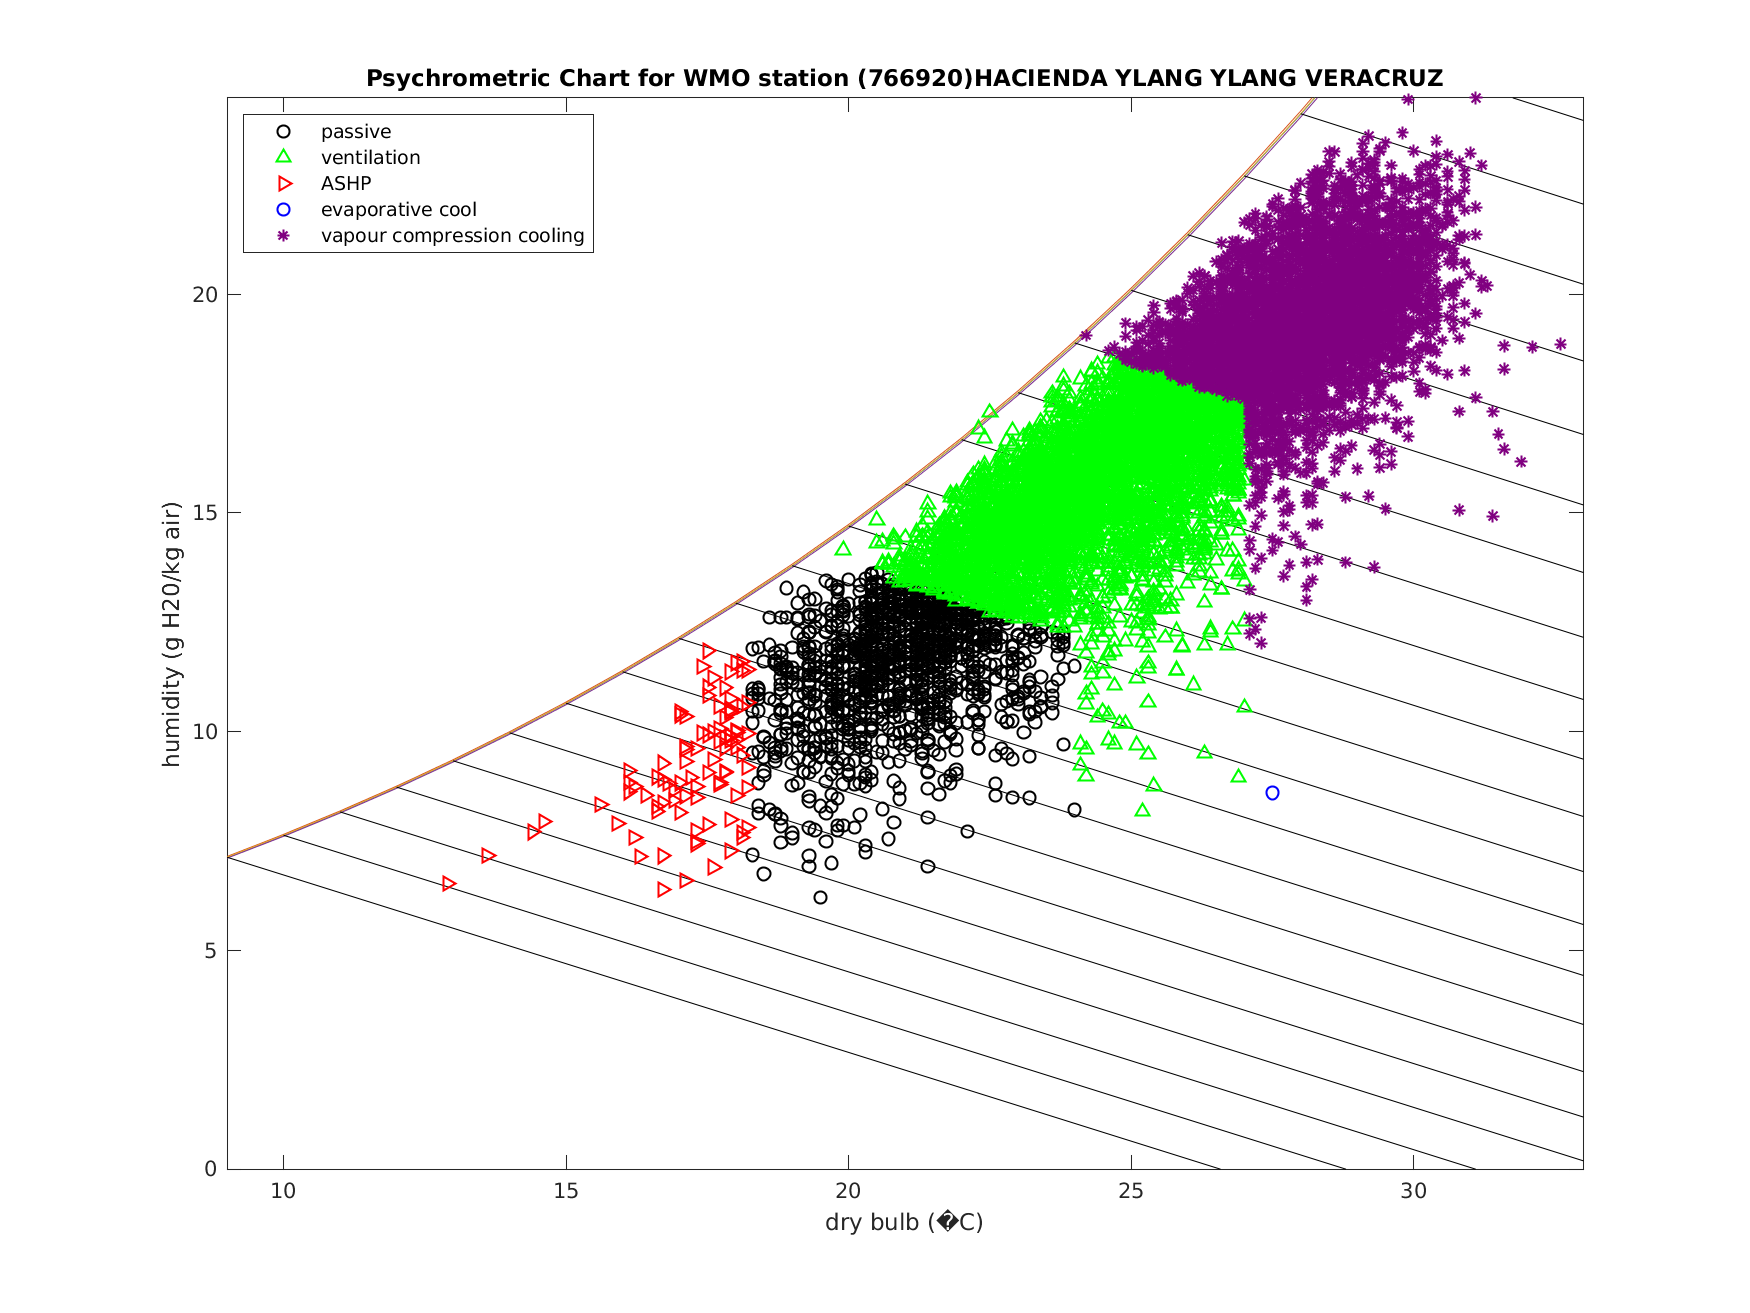 Psychrometric Chart for WMO station (766920)HACIENDA YLANG YLANG VERACRUZ
passive
ventilation
ASHP
evaporative cool
vapour compression cooling
humidity (g H20/kg air)
20
15
10
5
0
10 15 20 25 30
dry bulb (�C)